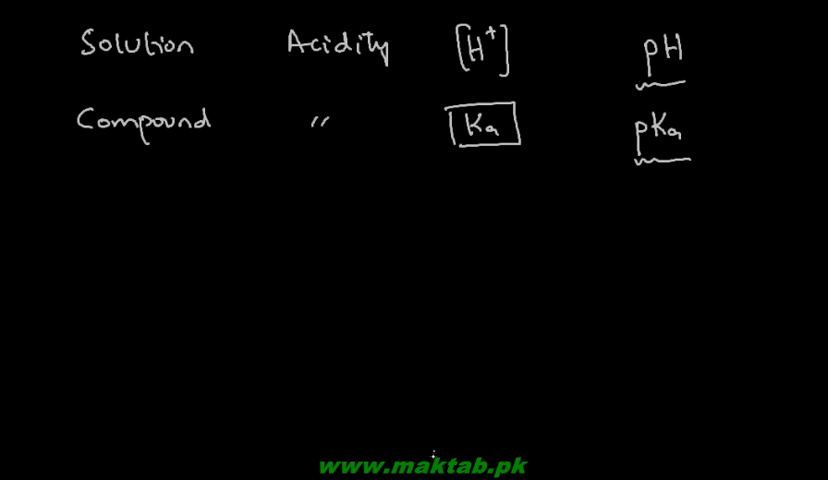 Solution Acidity [H⁺] pH
Compound 〃 Ka pKa
www.maktab.pk